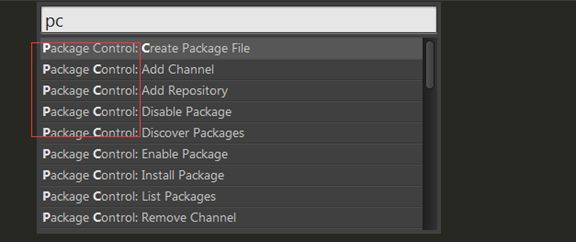 pc
Package Control: Create Package File
Package Control: Add Channel
Package Control: Add Repository
Package Control: Disable Package
Package Control: Discover Packages
Package Control: Enable Package
Package Control: Install Package
Package Control: List Packages
Package Control: Remove Channel